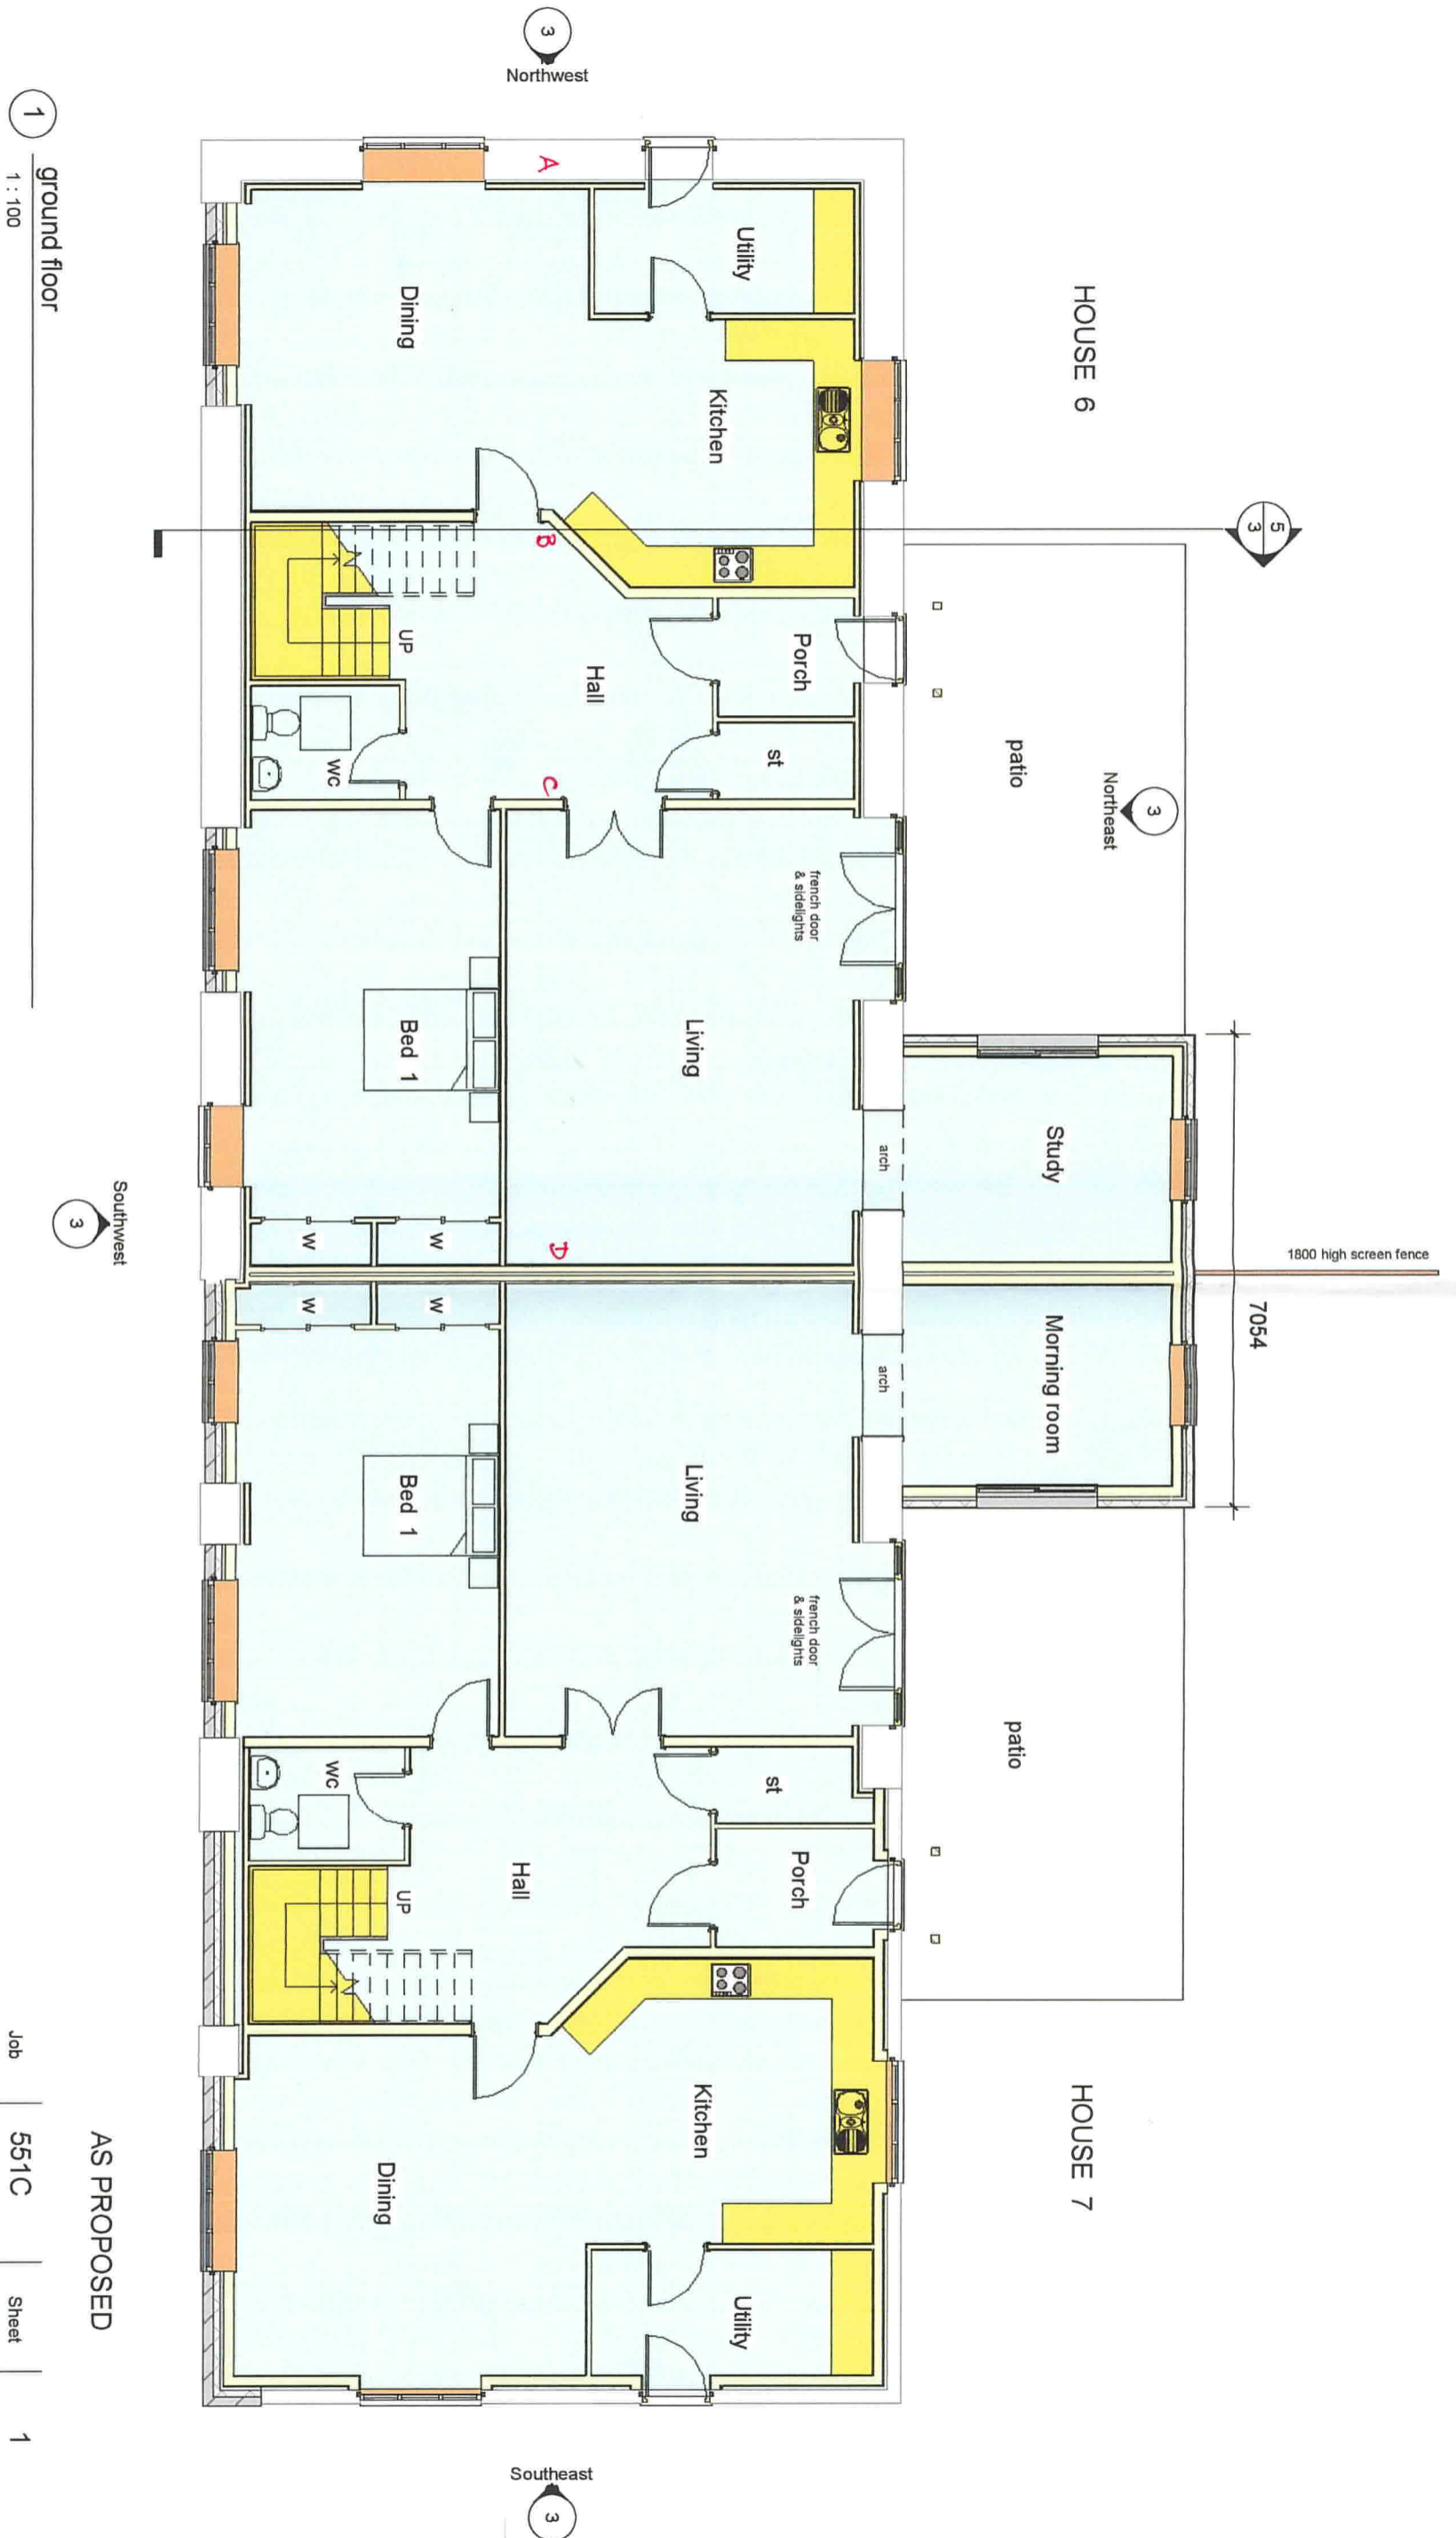 3
Northwest
1
ground floor
1 : 100
HOUSE 6
5
3
A
Utility
Dining
Kitchen
B
UP
Hall
Porch
st
wc
C
patio
Northeast
3
french door
& sidelights
Bed 1
Living
Study
arch
W
W
D
Southwest
3
1800 high screen fence
7054
W
W
arch
Morning room
Bed 1
Living
french door
& sidelights
patio
wc
st
Hall
Porch
UP
Kitchen
Dining
Utility
HOUSE 7
AS PROPOSED
Job
551C
Sheet
1
Southeast
3